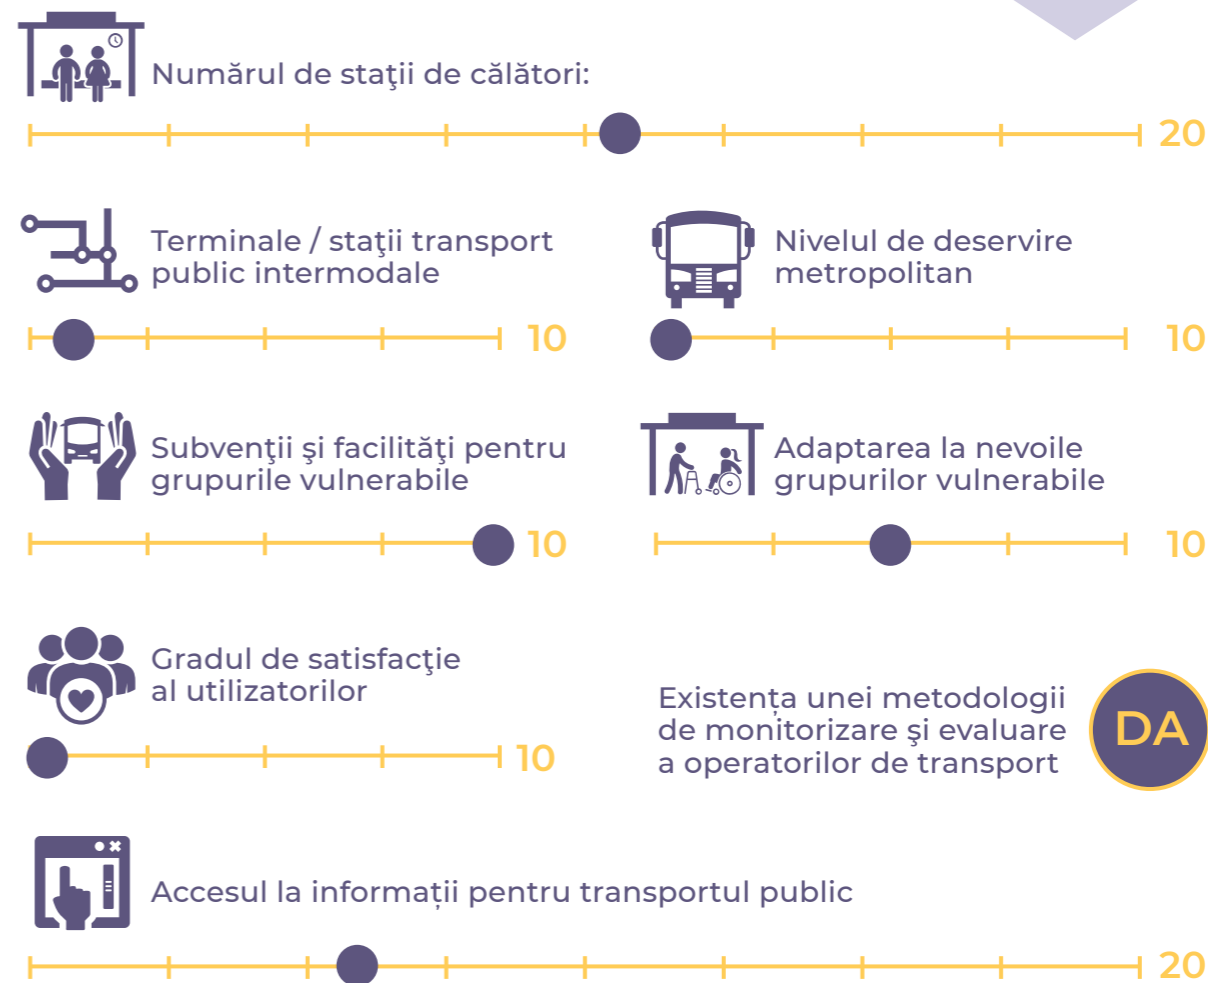 Numărul de staţii de călători:
20
Terminale / staţii transport
public intermodale
10
Nivelul de deservire
metropolitan
10
Subvenţii şi facilităţi pentru
grupurile vulnerabile
10
Adaptarea la nevoile
grupurilor vulnerabile
10
Gradul de satisfacţie
al utilizatorilor
10
Existența unei metodologii
de monitorizare şi evaluare
a operatorilor de transport
DA
Accesul la informații pentru transportul public
20